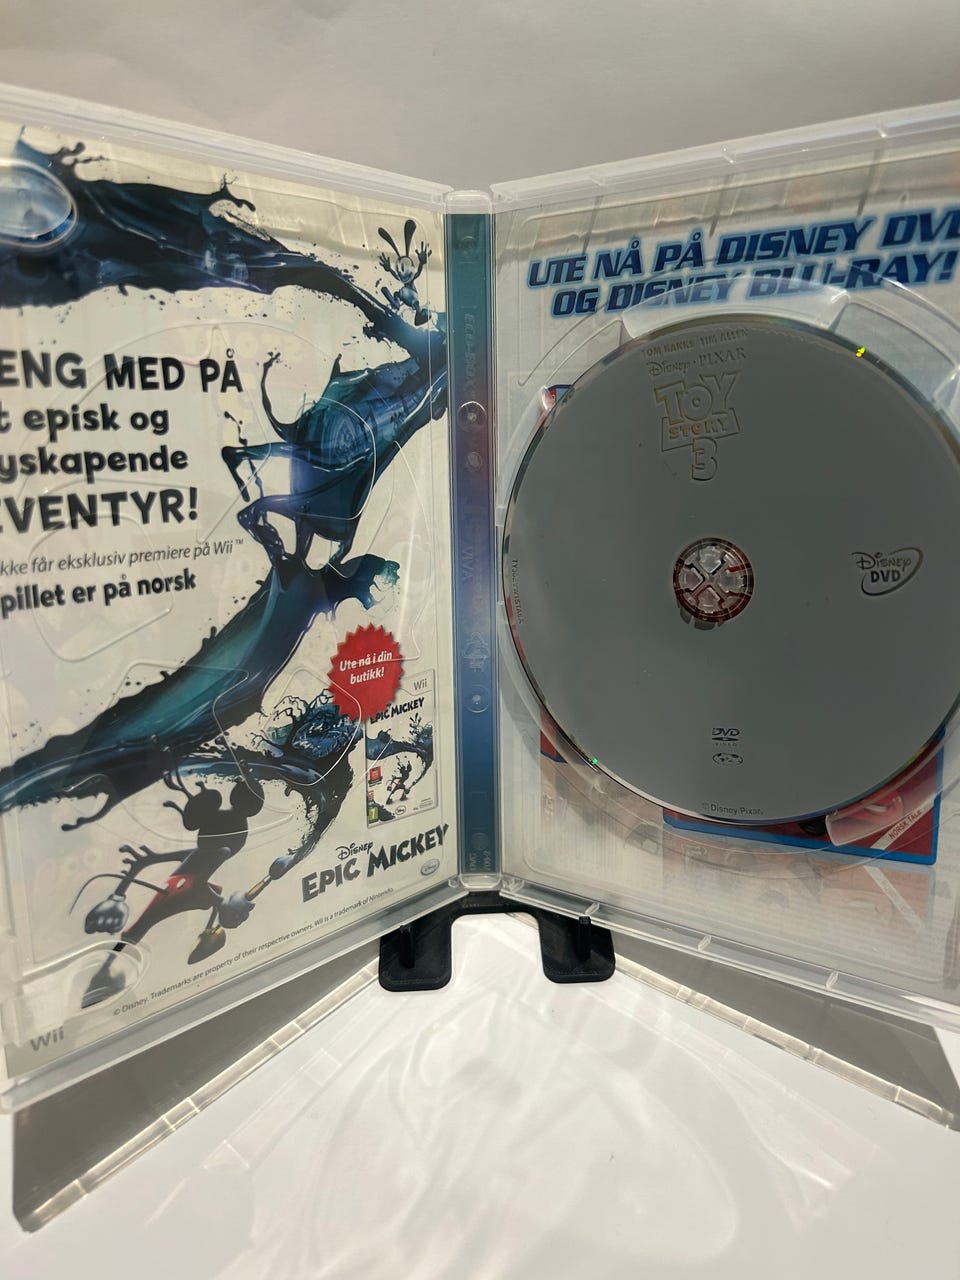 ENG MED PÅ
t episk og
yskapende
EVENTYR!
kke får eksklusiv premiere på Wii™
pillet er på norsk
Ute nå i din
butikk!
Wii
EPIC MICKEY
Disney
EPIC MICKEY
© Disney. Trademarks are property of their respective owners. Wii is a trademark of Nintendo.
Wii
UTE NÅ PÅ DISNEY DVD
OG DISNEY BLU-RAY!
TOM HANKS TIM ALLEN
Disney · PIXAR
TOY
STORY
3
Disney
DVD
DVD
VIDEO
© Disney/Pixar.
NORSK TALE